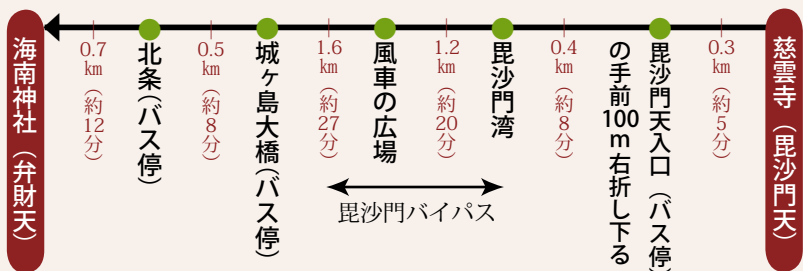 慈雲寺（毘沙門天）
0.3km（約5分）
毘沙門天入口（バス停）
の手前100m右折し下る
0.4km（約8分）
毘沙門湾
1.2km（約20分）
風車の広場
1.6km（約27分）
城ヶ島大橋（バス停）
0.5km（約8分）
北条（バス停）
0.7km（約12分）
海南神社（弁財天）
毘沙門バイパス